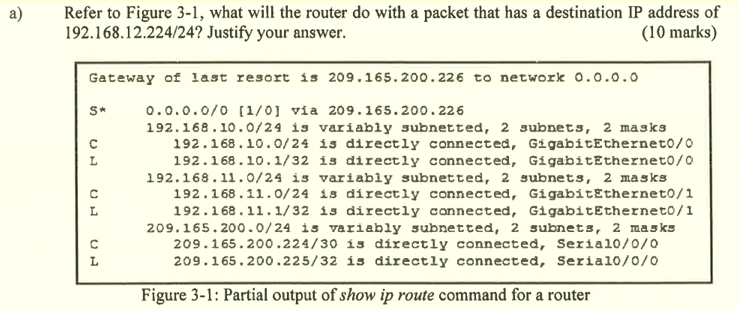 a) Refer to Figure 3-1, what will the router do with a packet that has a destination IP address of
192.168.12.224/24? Justify your answer. (10 marks)
Gateway of last resort is 209.165.200.226 to network 0.0.0.0
S* 0.0.0.0/0 [1/0] via 209.165.200.226
192.168.10.0/24 is variably subnetted, 2 subnets, 2 masks
C 192.168.10.0/24 is directly connected, GigabitEthernet0/0
L 192.168.10.1/32 is directly connected, GigabitEthernet0/0
192.168.11.0/24 is variably subnetted, 2 subnets, 2 masks
C 192.168.11.0/24 is directly connected, GigabitEthernet0/1
L 192.168.11.1/32 is directly connected, GigabitEthernet0/1
209.165.200.0/24 is variably subnetted, 2 subnets, 2 masks
C 209.165.200.224/30 is directly connected, Serial0/0/0
L 209.165.200.225/32 is directly connected, Serial0/0/0
Figure 3-1: Partial output of show ip route command for a router